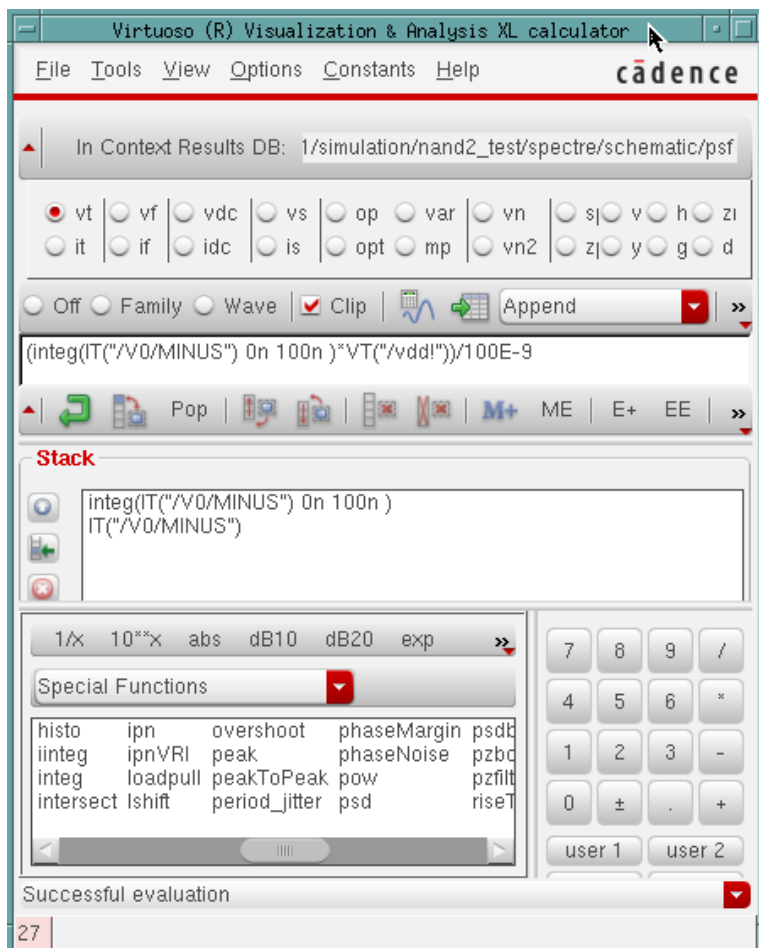 Virtuoso (R) Visualization & Analysis XL calculator
File Tools View Options Constants Help cādence
In Context Results DB: 1/simulation/nand2_test/spectre/schematic/psf
vt vf vdc vs op var vn v h
it if idc is opt mp vn2 y g d
Off Family Wave Clip Append »
(integ(IT("/V0/MINUS") 0n 100n )*VT("/vdd!"))/100E-9
Pop M+ ME E+ EE »
Stack
integ(IT("/V0/MINUS") 0n 100n )
IT("/V0/MINUS")
1/x 10**x abs dB10 dB20 exp »
7 8 9 /
Special Functions
4 5 6 *
histo ipn overshoot phaseMargin psdb
iinteg ipnVRI peak phaseNoise pzbo
integ loadpull peakToPeak pow pzfilt
intersect lshift period_jitter psd riseT
1 2 3 -
0 ± . +
user 1 user 2
Successful evaluation
27